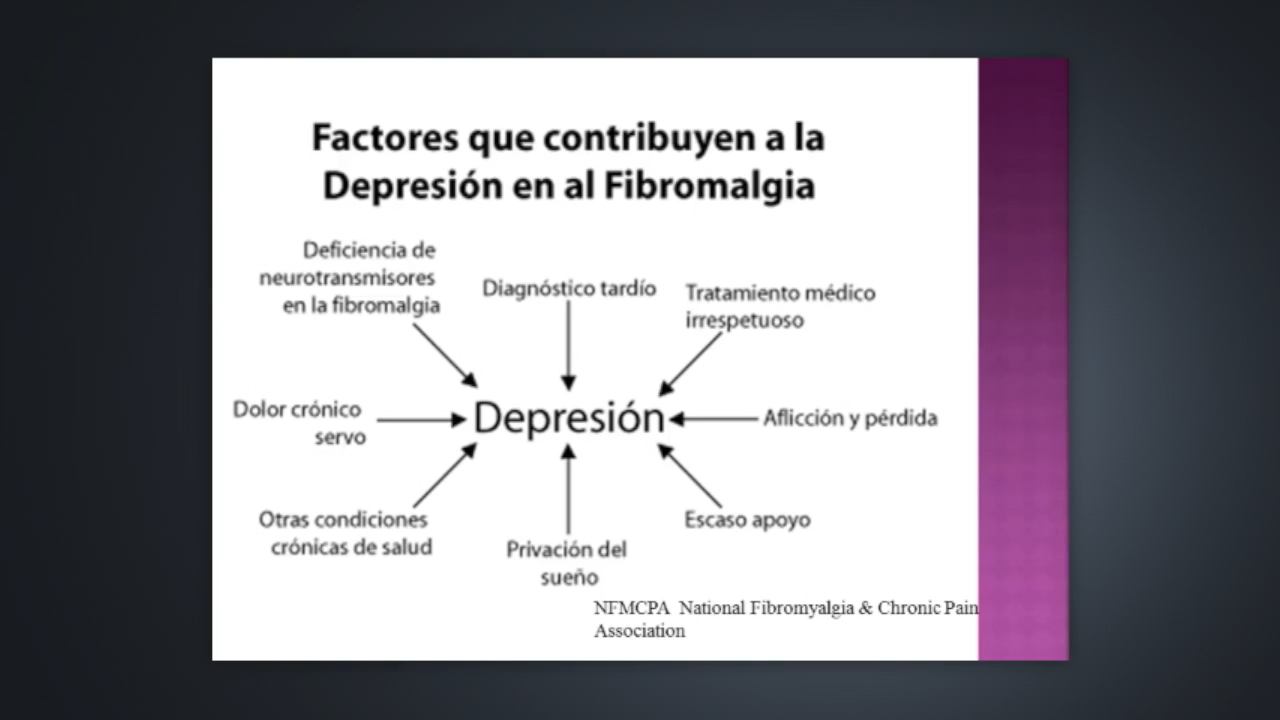 Factores que contribuyen a la
Depresión en al Fibromalgia
Deficiencia de
neurotransmisores
en la fibromalgia
Diagnóstico tardío
Tratamiento médico
irrespetuoso
Dolor crónico
servo
Depresión
Aflicción y pérdida
Otras condiciones
crónicas de salud
Privación del
sueño
Escaso apoyo
NFMCPA National Fibromyalgia & Chronic Pain
Association